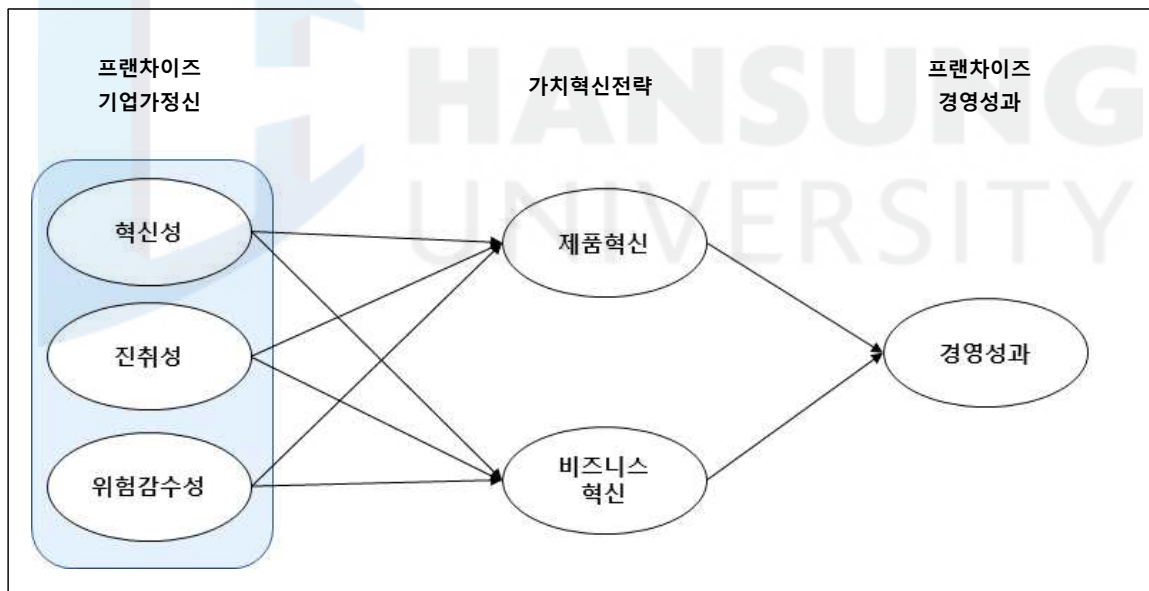 HANSUNG
UNIVERSITY
프랜차이즈
기업가정신
가치혁신전략
프랜차이즈
경영성과
혁신성
진취성
위험감수성
제품혁신
비즈니스
혁신
경영성과